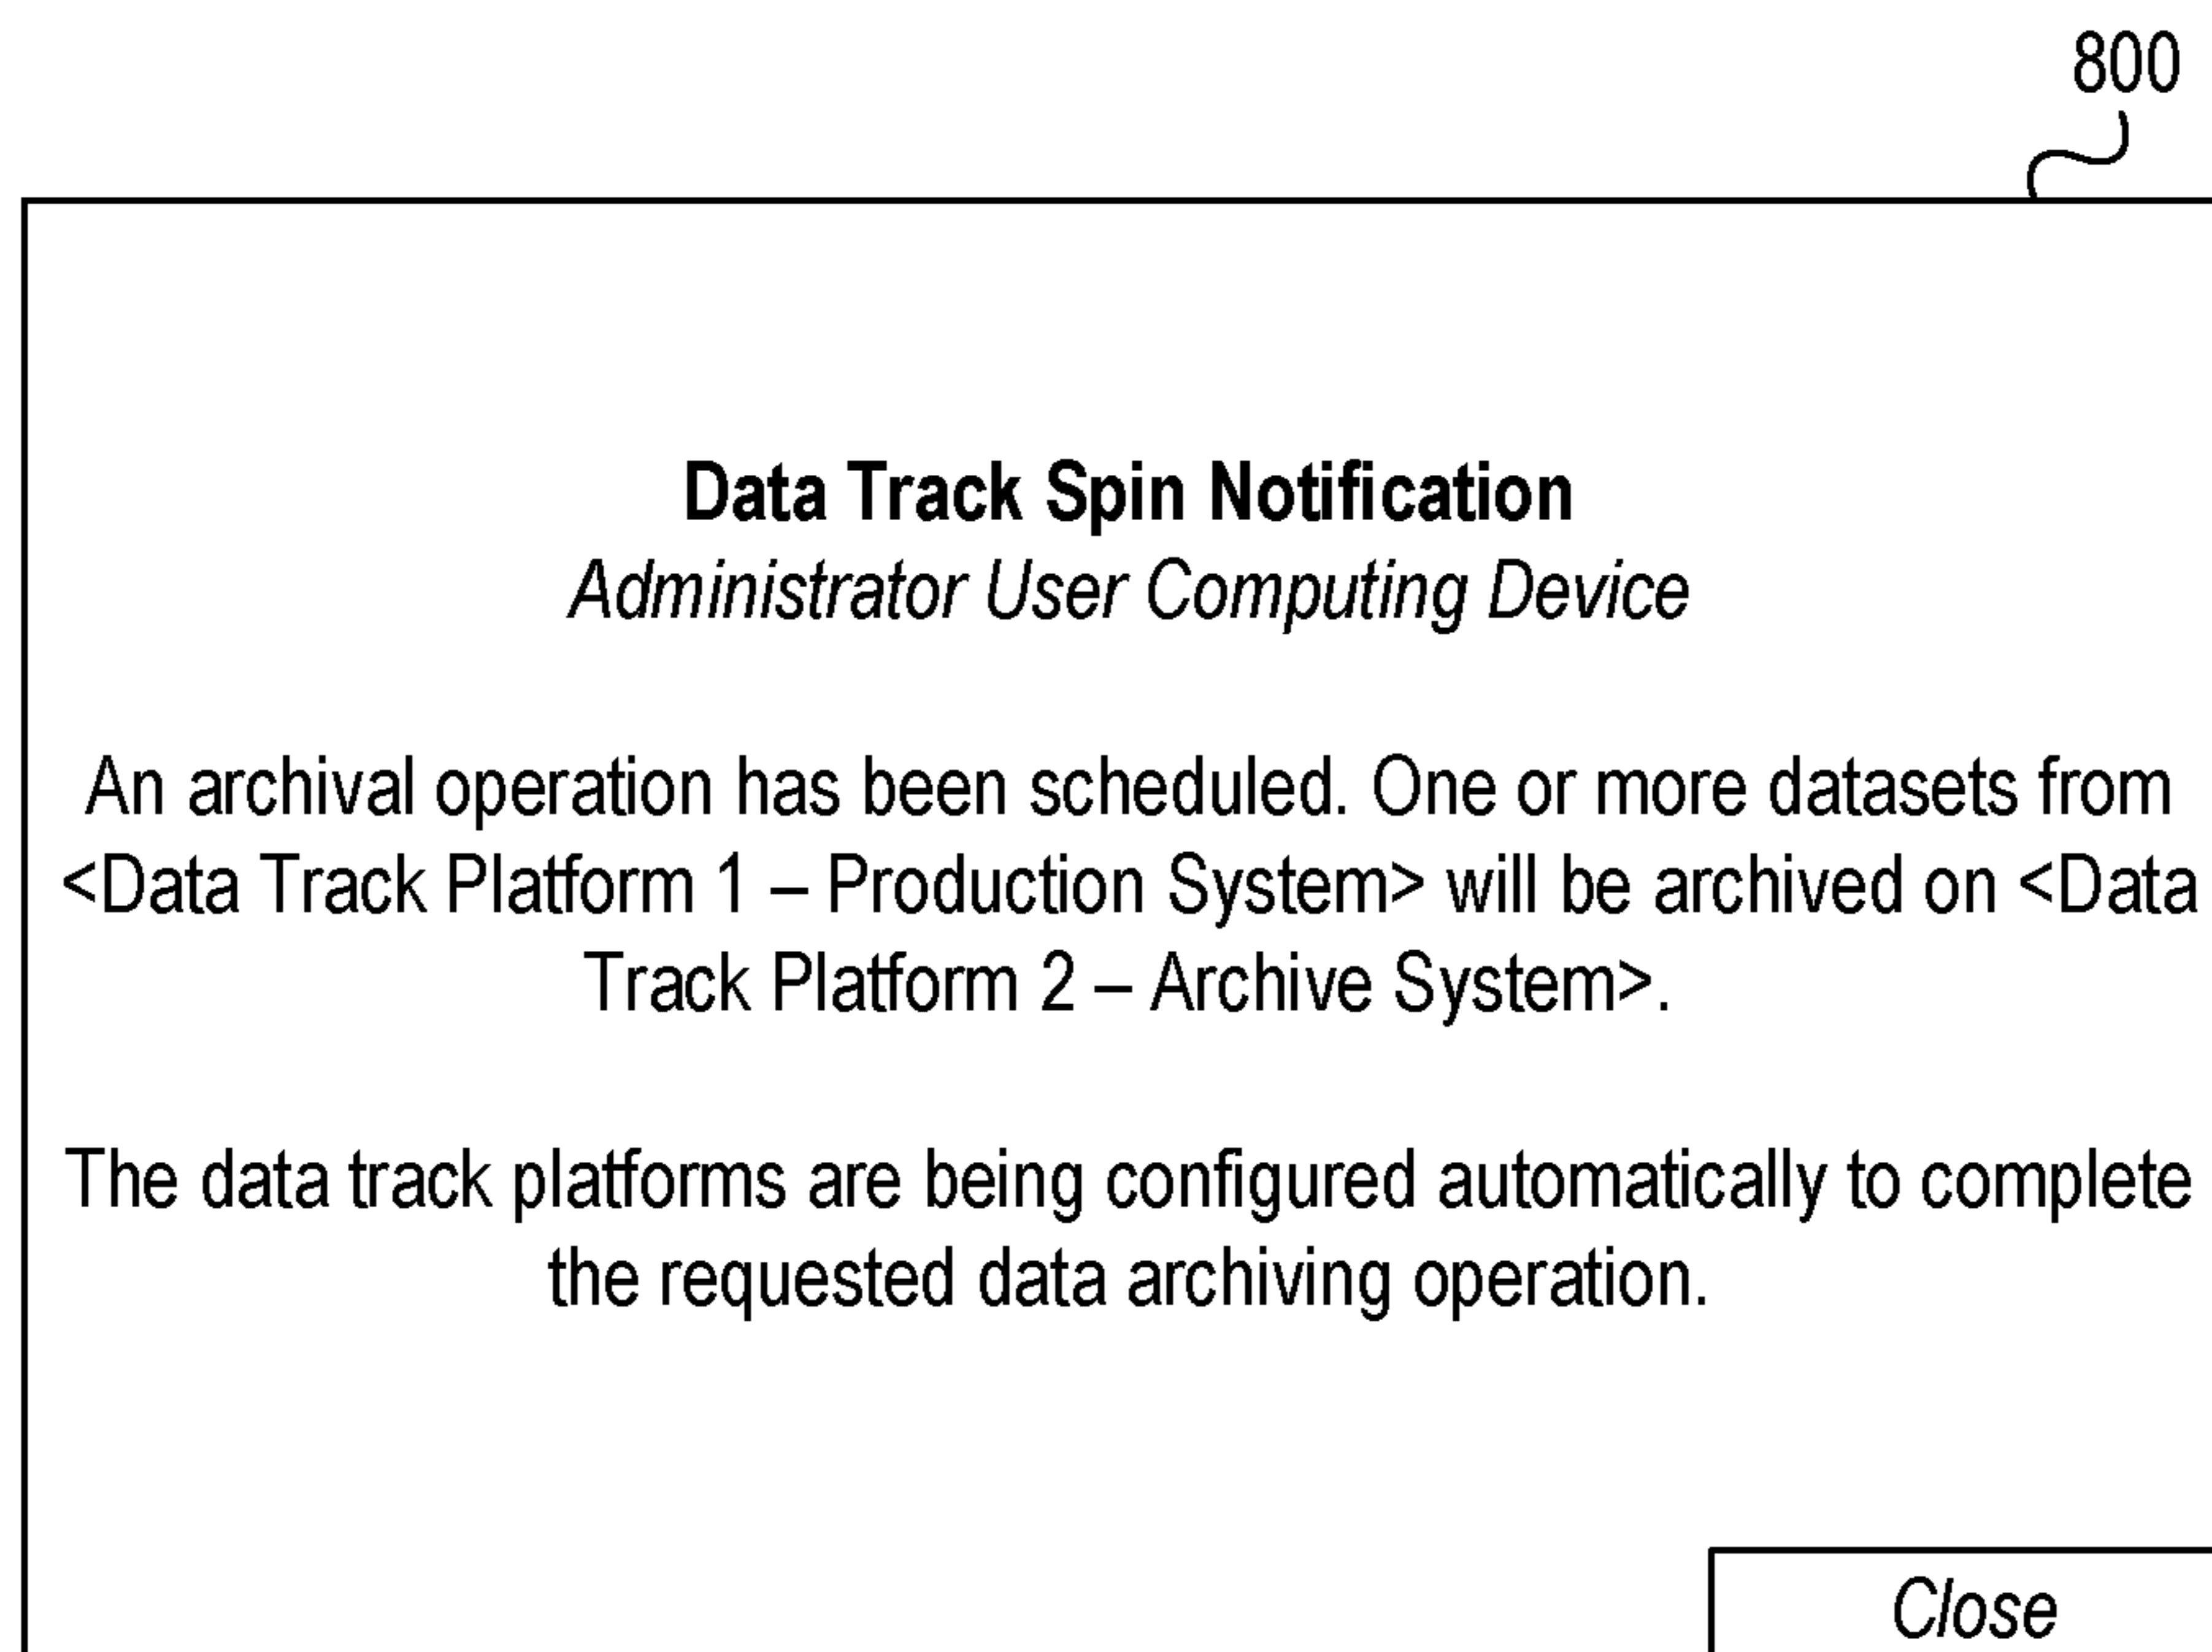 800
Data Track Spin Notification
Administrator User Computing Device
An archival operation has been scheduled. One or more datasets from
<Data Track Platform 1 – Production System> will be archived on <Data
Track Platform 2 – Archive System>.
The data track platforms are being configured automatically to complete
the requested data archiving operation.
Close